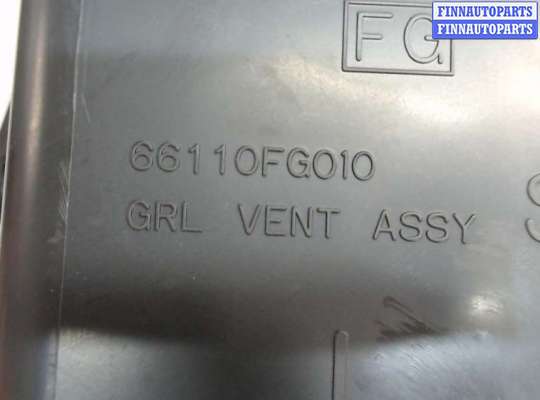 FINNAUTOPARTS
FINNAUTOPARTS
FG
66110FG010
GRL VENT ASSY